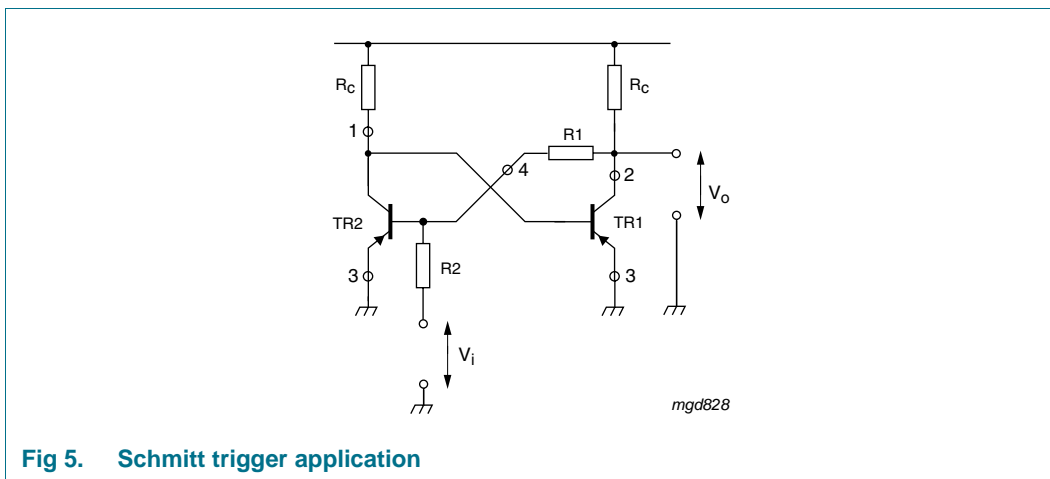 Rc Rc
R1
1
4
2
TR2 TR1 Vo
R2
3 3
Vi
mgd828
Fig 5. Schmitt trigger application